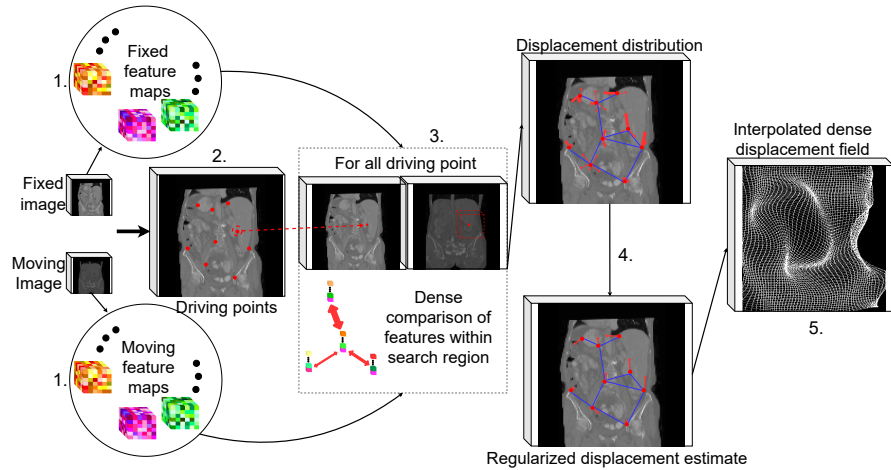 1.
Fixed
feature
maps
Fixed
image
Moving
Image
1.
Moving
feature
maps
2.
Driving points
3.
For all driving point
Dense
comparison of
features within
search region
Displacement distribution
4.
Regularized displacement estimate
Interpolated dense
displacement field
5.